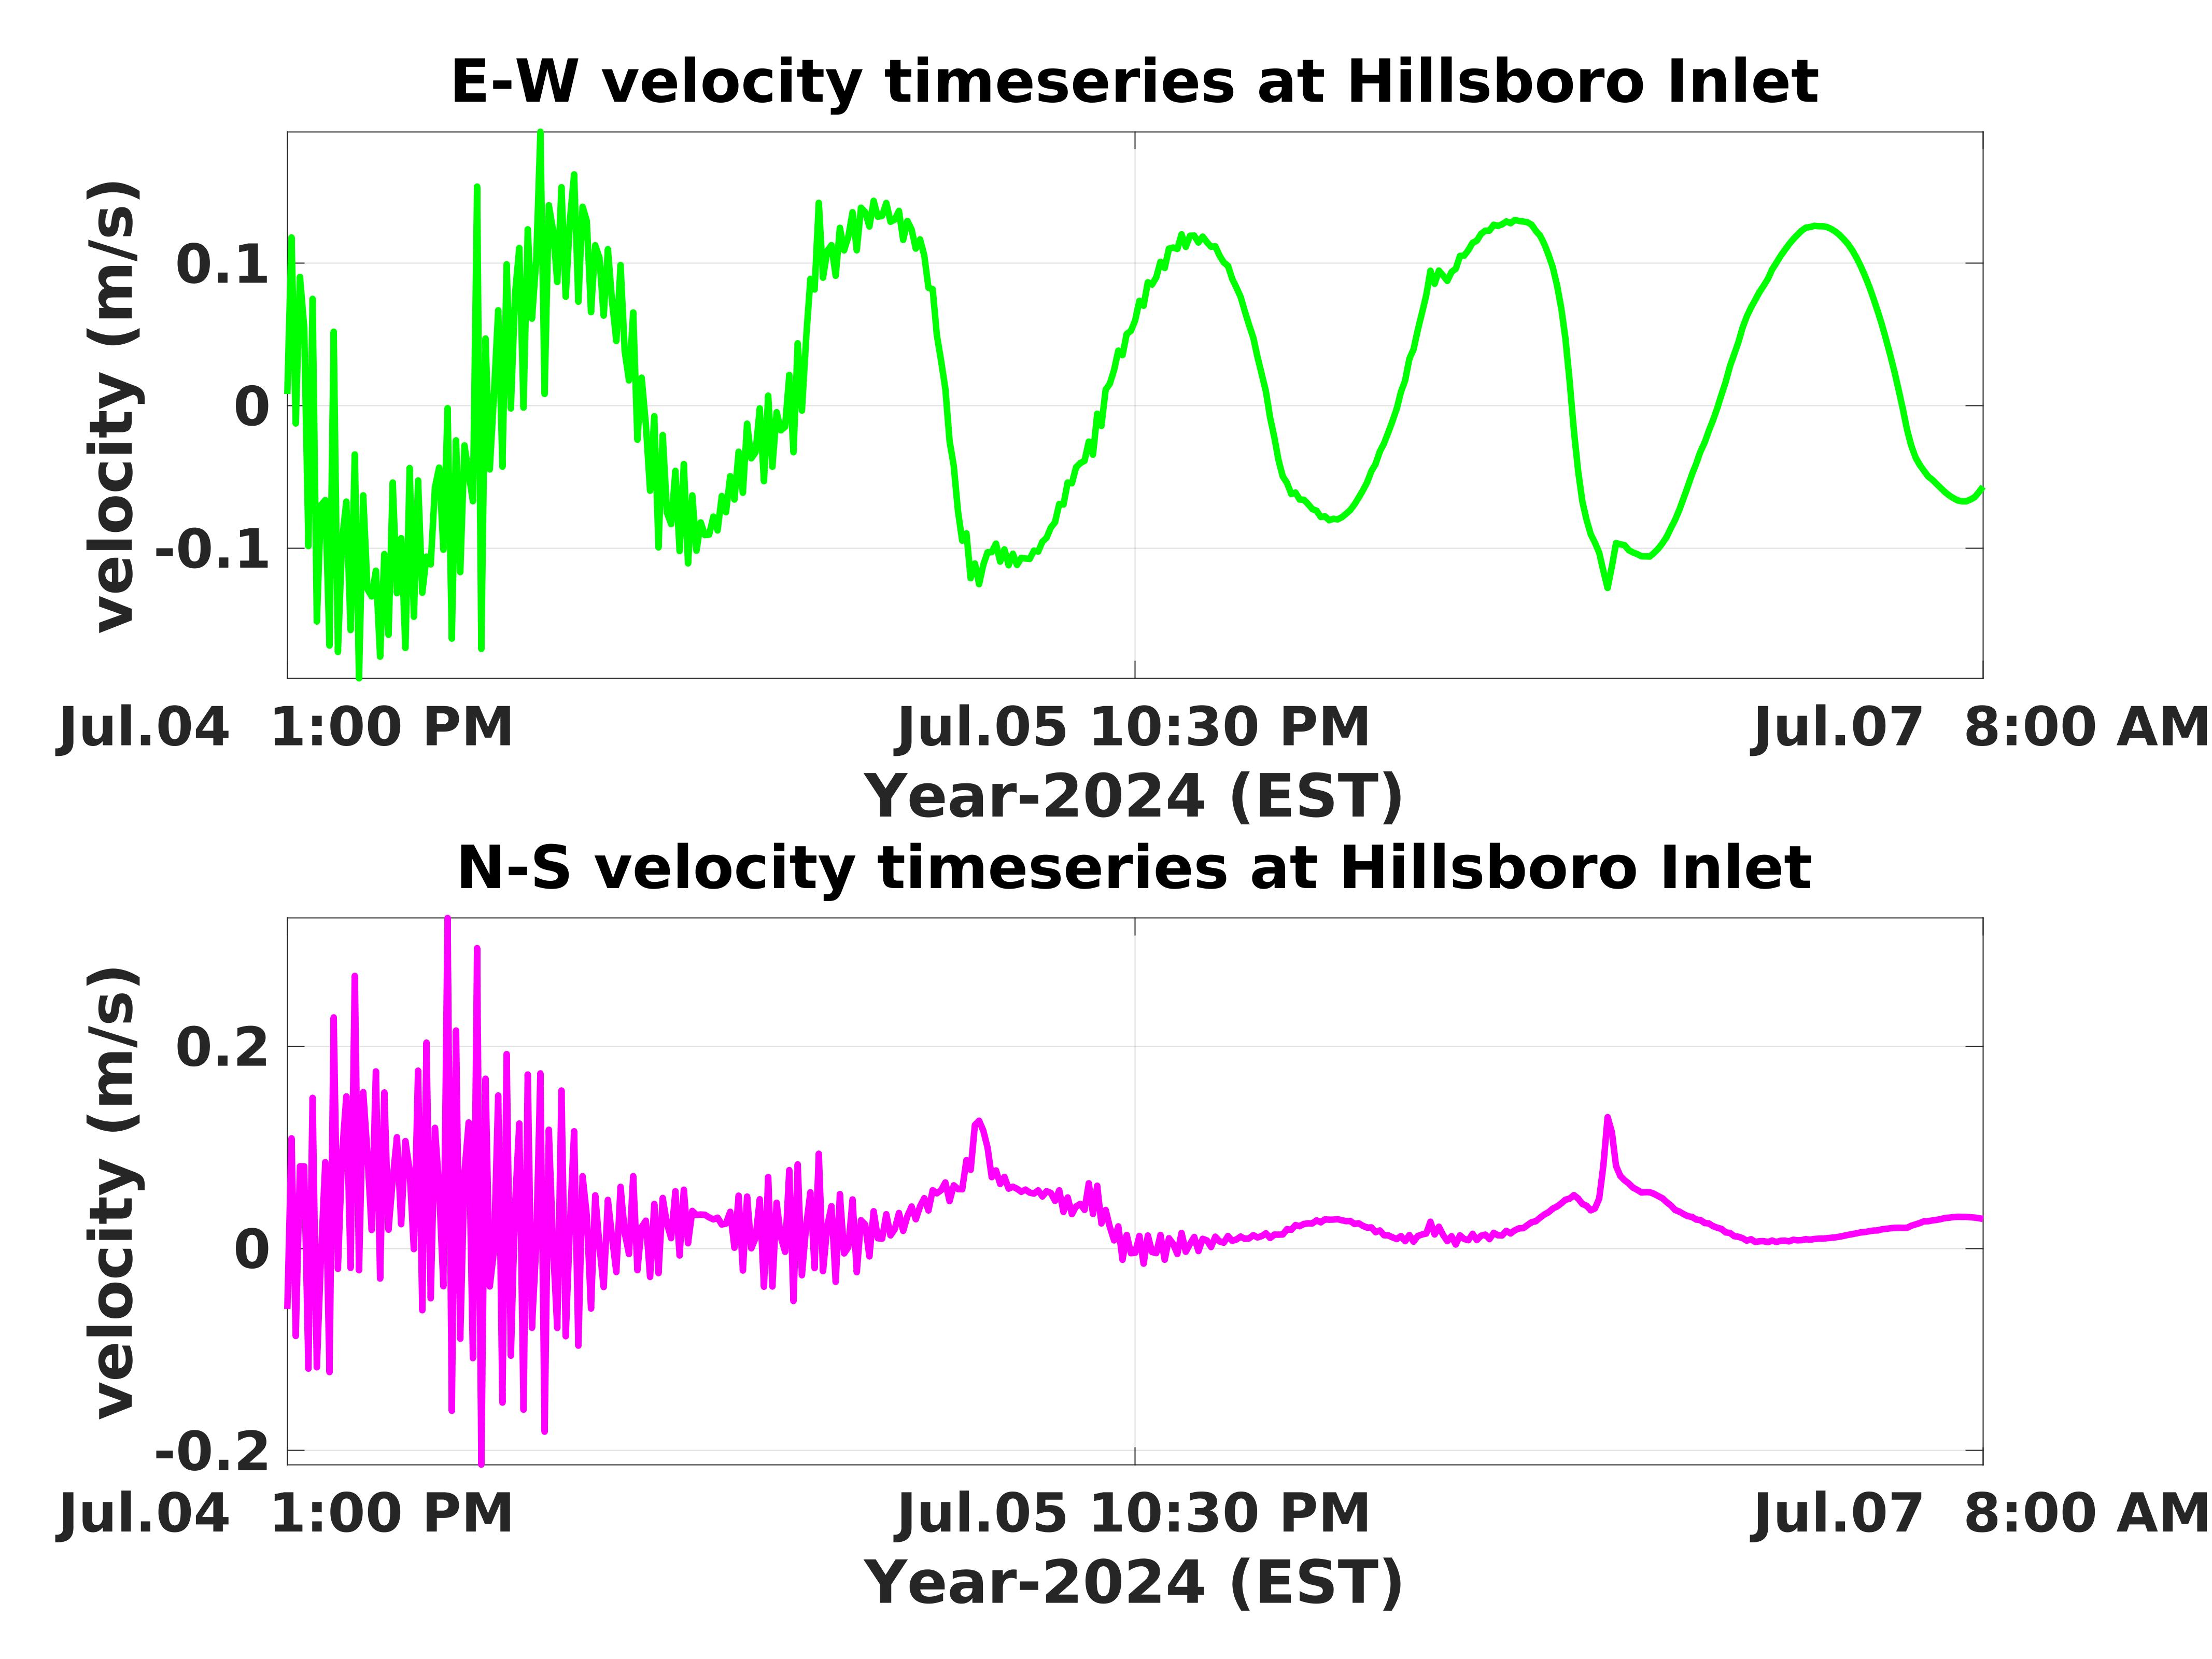 E-W velocity timeseries at Hillsboro Inlet
velocity (m/s)
0.1
0
-0.1
Jul.04  1:00 PM
Jul.05 10:30 PM
Jul.07  8:00 AM
Year-2024 (EST)
N-S velocity timeseries at Hillsboro Inlet
velocity (m/s)
0.2
0
-0.2
Jul.04  1:00 PM
Jul.05 10:30 PM
Jul.07  8:00 AM
Year-2024 (EST)